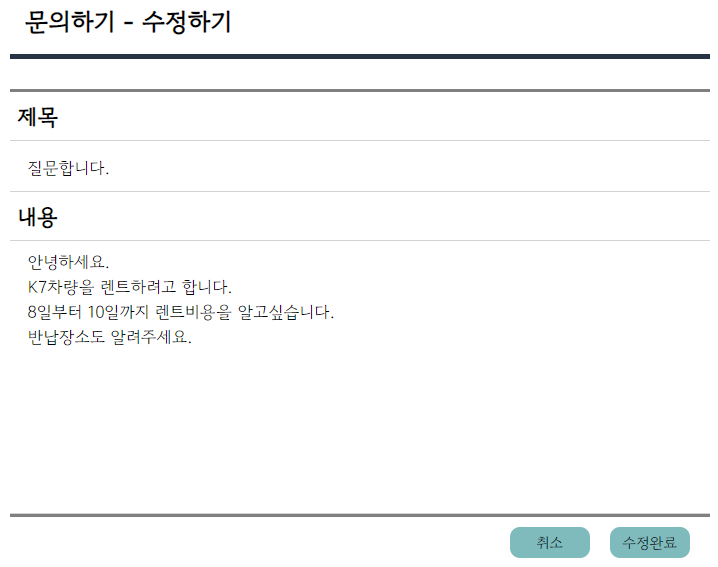 문의하기 - 수정하기
제목
질문합니다.
내용
안녕하세요.
K7차량을 렌트하려고 합니다.
8일부터 10일까지 렌트비용을 알고싶습니다.
반납장소도 알려주세요.
취소
수정완료